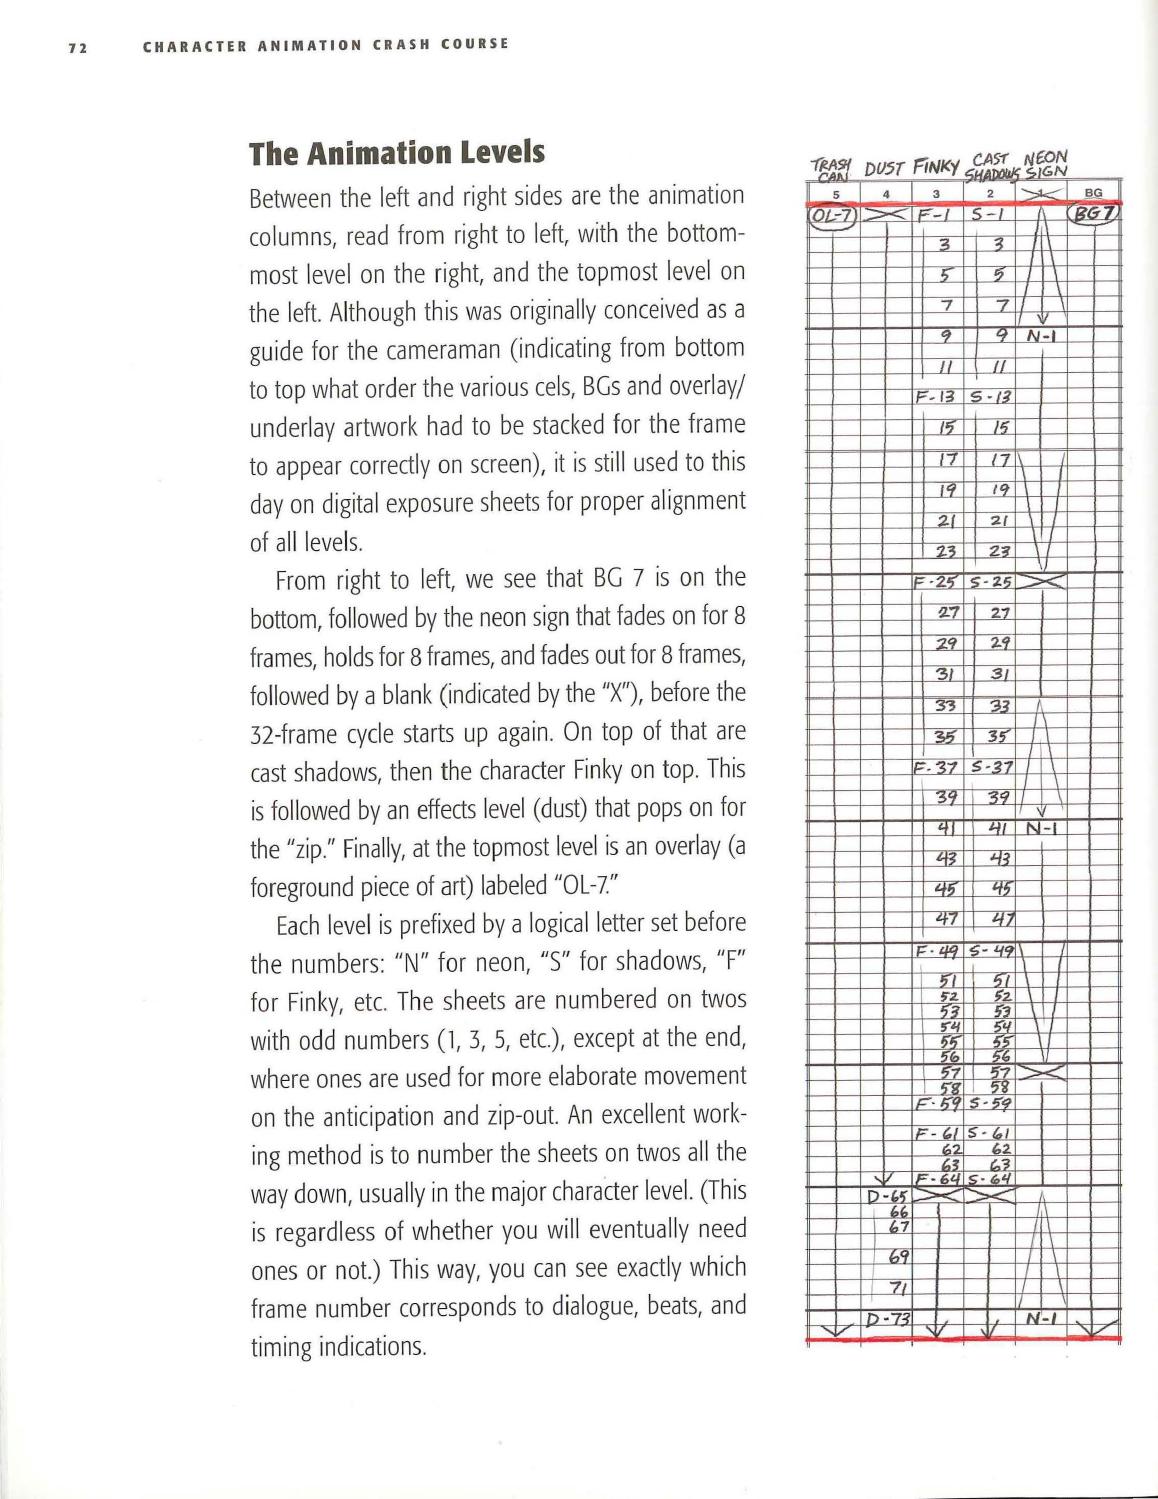 72 CHARACTER ANIMATION CRASH COURSE
The Animation Levels
Between the left and right sides are the animation
columns, read from right to left, with the bottom-
most level on the right, and the topmost level on
the left. Although this was originally conceived as a
guide for the cameraman (indicating from bottom
to top what order the various cels, BGs and overlay/
underlay artwork had to be stacked for the frame
to appear correctly on screen), it is still used to this
day on digital exposure sheets for proper alignment
of all levels.
From right to left, we see that BG 7 is on the
bottom, followed by the neon sign that fades on for 8
frames, holds for 8 frames, and fades out for 8 frames,
followed by a blank (indicated by the "X"), before the
32-frame cycle starts up again. On top of that are
cast shadows, then the character Finky on top. This
is followed by an effects level (dust) that pops on for
the "zip." Finally, at the topmost level is an overlay (a
foreground piece of art) labeled "OL-7."
Each level is prefixed by a logical letter set before
the numbers: "N" for neon, "S" for shadows, "F"
for Finky, etc. The sheets are numbered on twos
with odd numbers (1, 3, 5, etc.), except at the end,
where ones are used for more elaborate movement
on the anticipation and zip-out. An excellent work-
ing method is to number the sheets on twos all the
way down, usually in the major character level. (This
is regardless of whether you will eventually need
ones or not.) This way, you can see exactly which
frame number corresponds to dialogue, beats, and
timing indications.
TRASH CAN DUST FINKY CAST SHADOWS NEON SIGN
5 4 3 2 1 BG
OL-7 F-1 S-1 BG 7
3 3
5 5
7 7
9 9 N-1
11 11
F-13 S-13
15 15
17 17
19 19
21 21
23 23
F-25 S-25
27 27
29 29
31 31
33 33
35 35
F-37 S-37
39 39
41 41 N-1
43 43
45 45
47 47
F-49 S-49
51 51
52 52
53 53
54 54
55 55
56 56
57 57
58 58
F-59 S-59
F-61 S-61
62 62
63 63
F-64 S-64
D-65
66
67
69
71
D-73 N-1